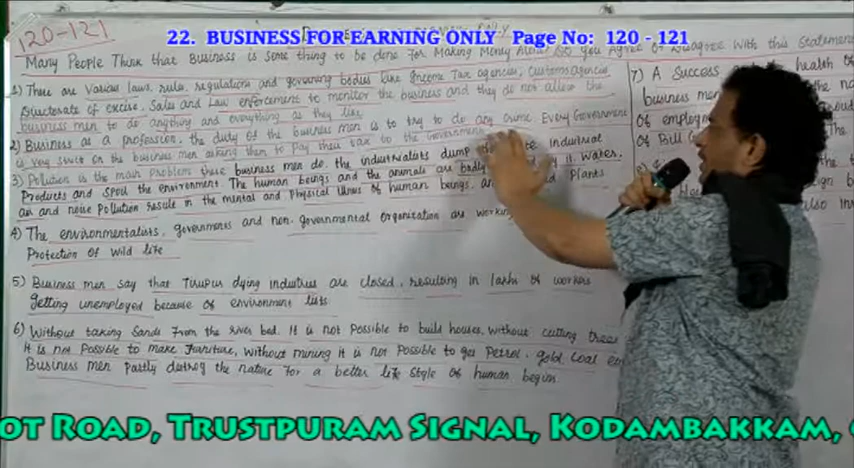 120-121
22. BUSINESS FOR EARNING ONLY Page No: 120 - 121
Many People Think that Business is some thing to be done For Making Money Alone. Do You Agree or Disagree With this Statement
1) There are various laws, rules, regulations and governing bodies like Income Tax agencies, customs agencies
Directorate of excise, Sales and Law enforcement to monitor the business and they do not allow the
business men to do anything and everything as they like
2) Business as a profession, the duty of the business men is to try to do any crime Every Government
is very strict on the business men asking them to pay their tax to the Government
3) Pollution is the main problem these business men do, the industrialists dump industrial
Products and spoil the environment. The human beings and the animals are badly by it. Water,
air and noise pollution result in the mental and physical illness of human beings, Plants
4) The environmentalists, governments and non-governmental organization are working
Protection of wild life
5) Business men say that Tirupur dying industries are closed, resulting in lakhs of workers
getting unemployed because of environment lists
6) Without taking sands from the river bed. It is not possible to build houses, without cutting trees
It is not possible to make furniture, without mining it is not possible to get Petrol, gold, coal
Business men partly destroy the nature for a better life style of human begin
7) A Success health of
business m
of employm
of Bill G
OT ROAD, TRUSTPURAM SIGNAL, KODAMBAKKAM,